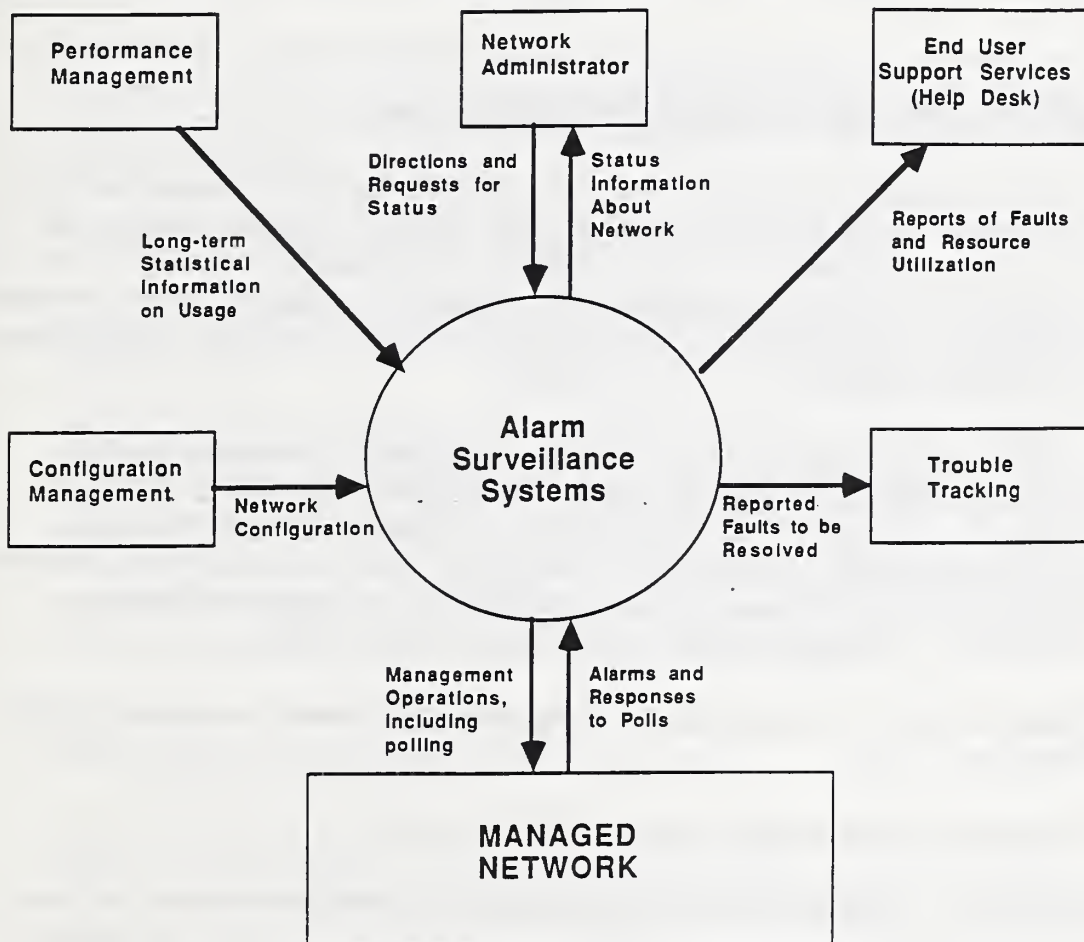 Performance
Management
Network
Administrator
End User
Support Services
(Help Desk)
Directions and
Requests for
Status
Status
Information
About
Network
Reports of Faults
and Resource
Utilization
Long-term
Statistical
Information
on Usage
Alarm
Surveillance
Systems
Configuration
Management
Network
Configuration
Trouble
Tracking
Reported
Faults to be
Resolved
Management
Operations,
including
polling
Alarms and
Responses
to Polls
MANAGED
NETWORK